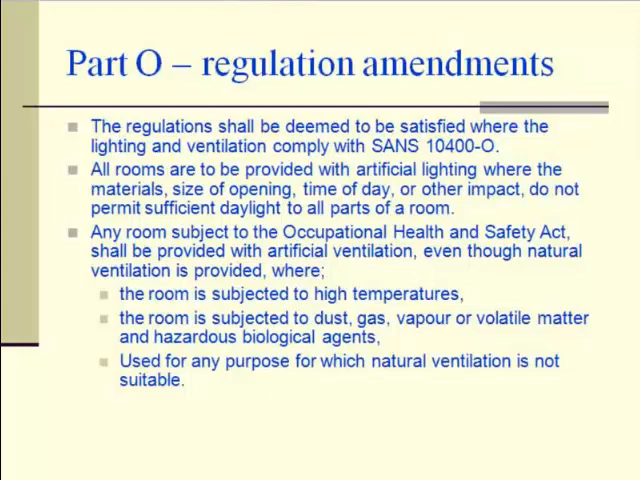 Part O – regulation amendments
The regulations shall be deemed to be satisfied where the
lighting and ventilation comply with SANS 10400-O.
All rooms are to be provided with artificial lighting where the
materials, size of opening, time of day, or other impact, do not
permit sufficient daylight to all parts of a room.
Any room subject to the Occupational Health and Safety Act,
shall be provided with artificial ventilation, even though natural
ventilation is provided, where;
the room is subjected to high temperatures,
the room is subjected to dust, gas, vapour or volatile matter
and hazardous biological agents,
Used for any purpose for which natural ventilation is not
suitable.